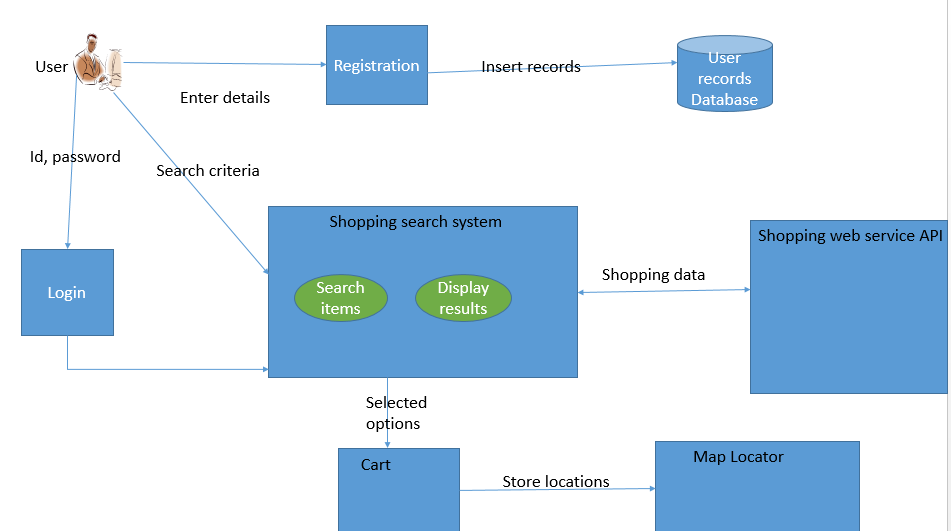 User
Registration
Insert records
User
records
Database
Enter details
Id, password
Search criteria
Shopping search system
Shopping web service API
Login
Search
items
Display
results
Shopping data
Selected
options
Cart
Store locations
Map Locator